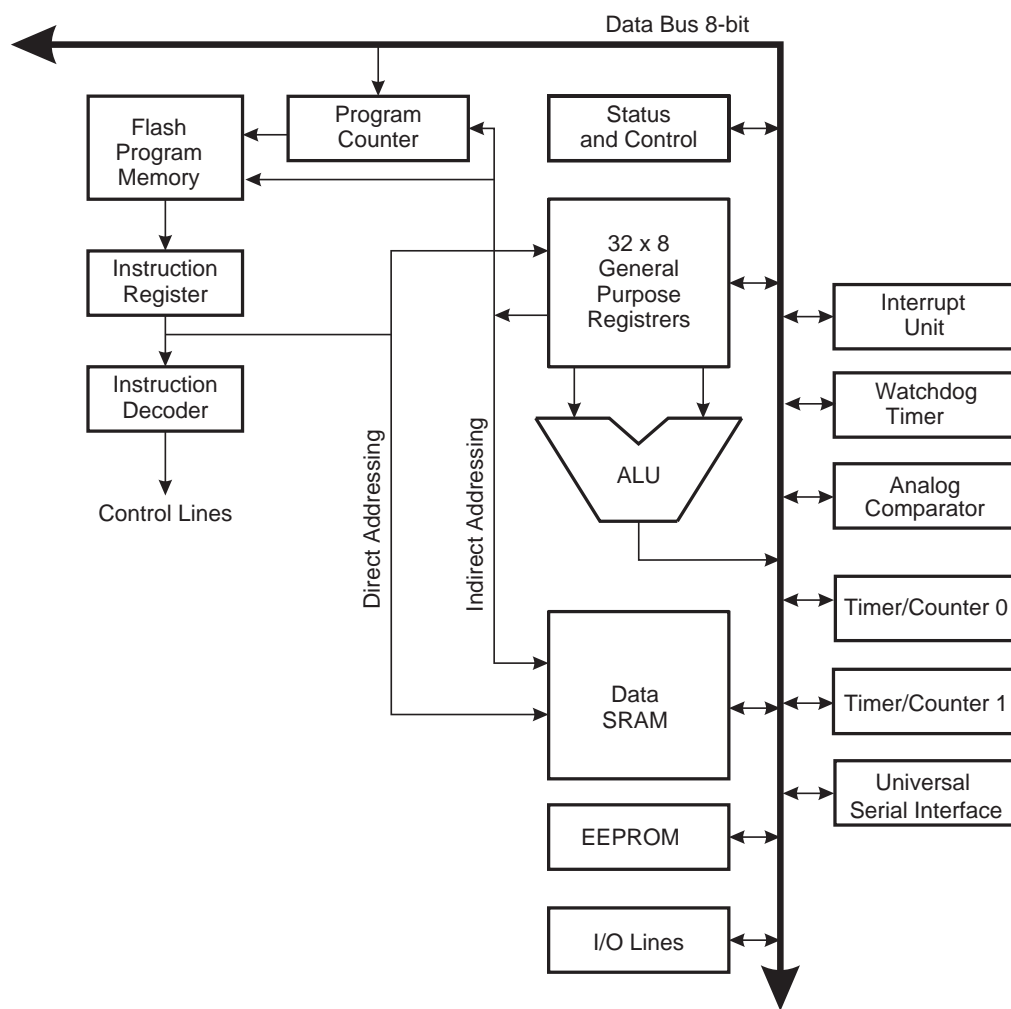 Data Bus 8-bit
Flash
Program
Memory
Program
Counter
Status
and Control
32 x 8
General
Purpose
Registrers
Instruction
Register
Interrupt
Unit
Instruction
Decoder
Watchdog
Timer
ALU
Analog
Comparator
Control Lines
Direct Addressing
Indirect Addressing
Timer/Counter 0
Data
SRAM
Timer/Counter 1
Universal
Serial Interface
EEPROM
I/O Lines